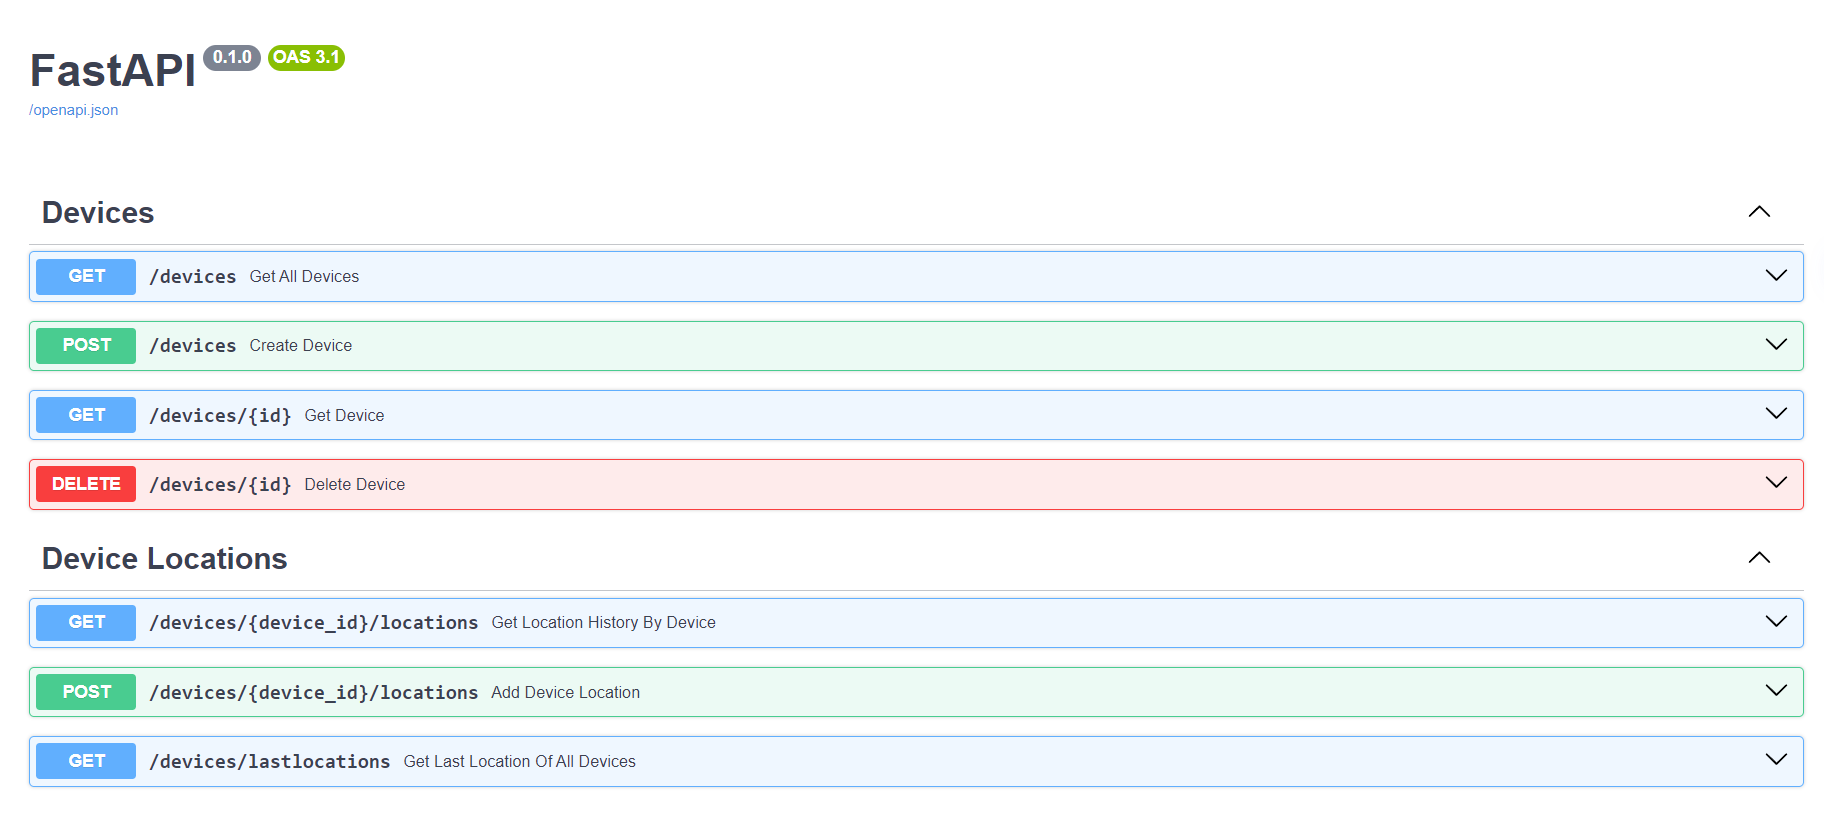 FastAPI 0.1.0 OAS 3.1
/openapi.json
Devices
GET /devices Get All Devices
POST /devices Create Device
GET /devices/{id} Get Device
DELETE /devices/{id} Delete Device
Device Locations
GET /devices/{device_id}/locations Get Location History By Device
POST /devices/{device_id}/locations Add Device Location
GET /devices/lastlocations Get Last Location Of All Devices